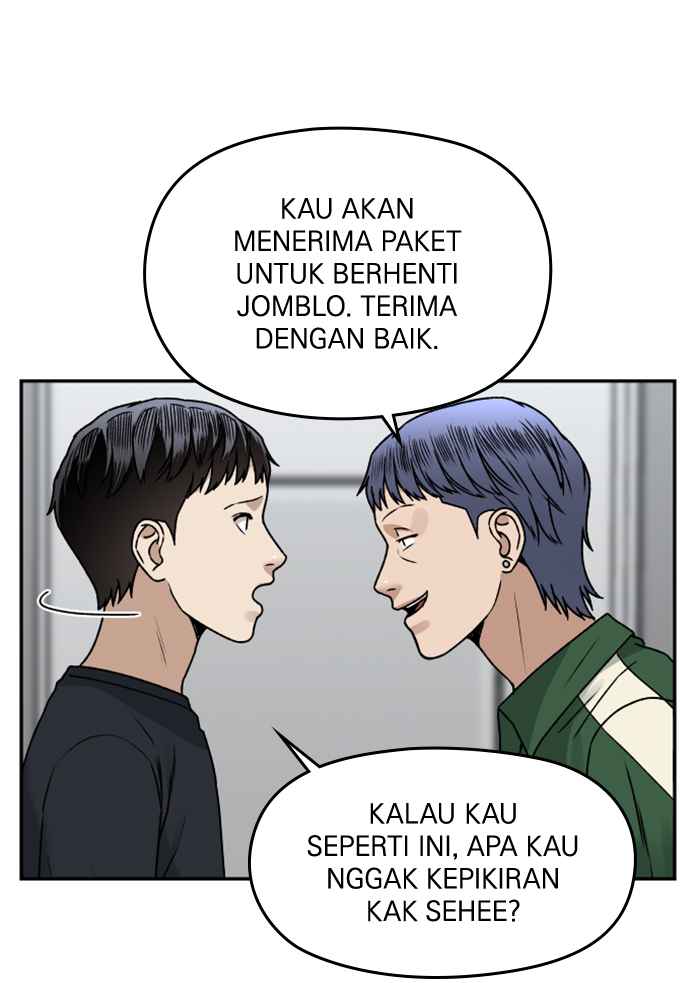 KAU AKAN
MENERIMA PAKET
UNTUK BERHENTI
JOMBLO. TERIMA
DENGAN BAIK.
KALAU KAU
SEPERTI INI, APA KAU
NGGAK KEPIKIRAN
KAK SEHEE?